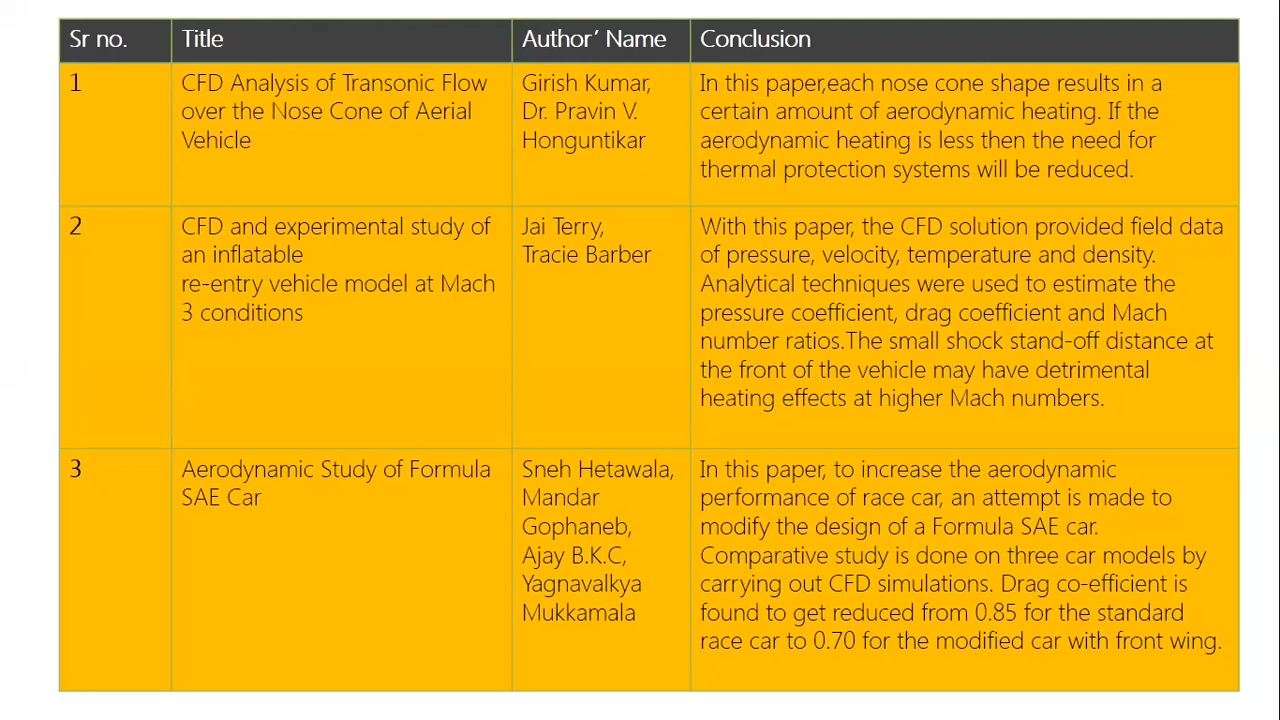 Sr no.
Title
Author’ Name
Conclusion
1
CFD Analysis of Transonic Flow
over the Nose Cone of Aerial
Vehicle
Girish Kumar,
Dr. Pravin V.
Honguntikar
In this paper,each nose cone shape results in a
certain amount of aerodynamic heating. If the
aerodynamic heating is less then the need for
thermal protection systems will be reduced.
2
CFD and experimental study of
an inflatable
re-entry vehicle model at Mach
3 conditions
Jai Terry,
Tracie Barber
With this paper, the CFD solution provided field data
of pressure, velocity, temperature and density.
Analytical techniques were used to estimate the
pressure coefficient, drag coefficient and Mach
number ratios.The small shock stand-off distance at
the front of the vehicle may have detrimental
heating effects at higher Mach numbers.
3
Aerodynamic Study of Formula
SAE Car
Sneh Hetawala,
Mandar
Gophaneb,
Ajay B.K.C,
Yagnavalkya
Mukkamala
In this paper, to increase the aerodynamic
performance of race car, an attempt is made to
modify the design of a Formula SAE car.
Comparative study is done on three car models by
carrying out CFD simulations. Drag co-efficient is
found to get reduced from 0.85 for the standard
race car to 0.70 for the modified car with front wing.